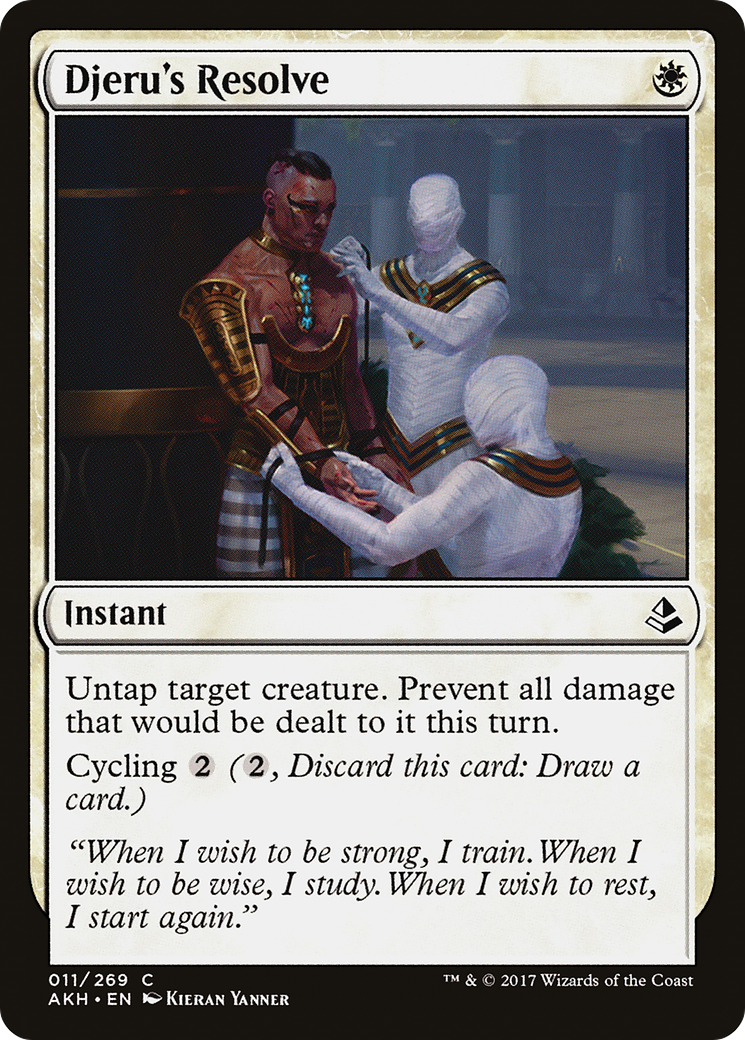 Djeru's Resolve
Instant
Untap target creature. Prevent all damage
that would be dealt to it this turn.
Cycling 2 (2, Discard this card: Draw a
card.)
“When I wish to be strong, I train. When I
wish to be wise, I study. When I wish to rest,
I start again.”
011/269 C
™ & © 2017 Wizards of the Coast
AKH • EN Kieran Yanner